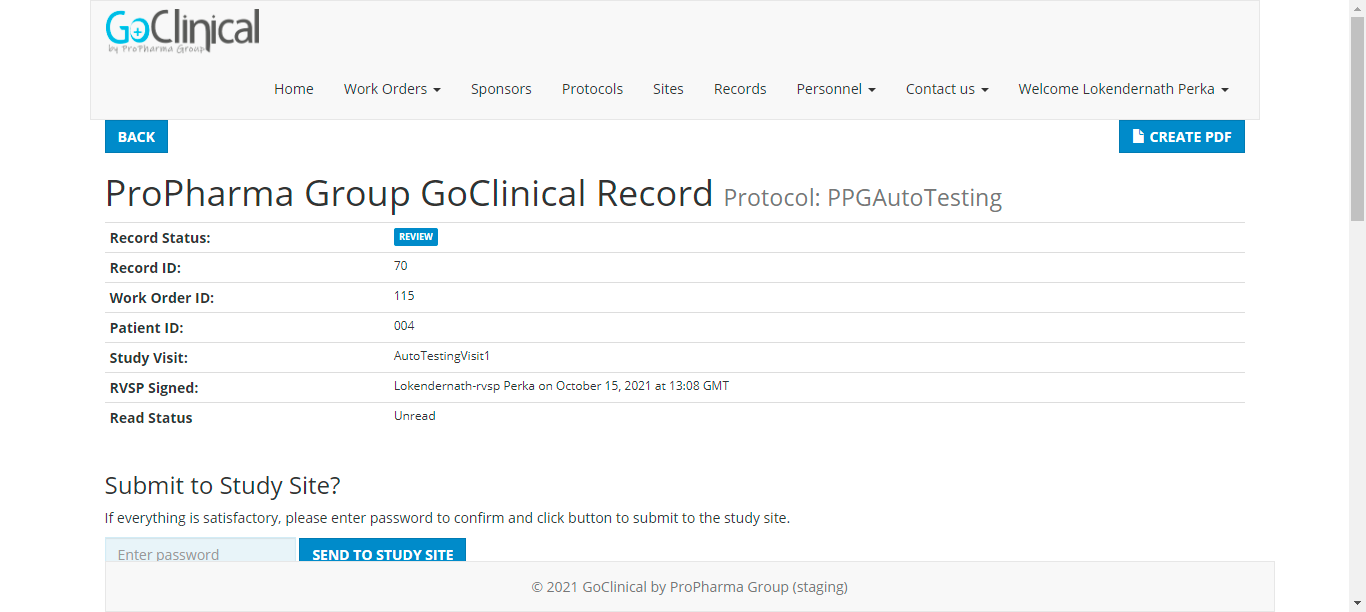 GoClinical
by ProPharma Group
Home Work Orders Sponsors Protocols Sites Records Personnel Contact us Welcome Lokendernath Perka
BACK CREATE PDF
ProPharma Group GoClinical Record Protocol: PPGAutoTesting
Record Status: REVIEW
Record ID: 70
Work Order ID: 115
Patient ID: 004
Study Visit: AutoTestingVisit1
RVSP Signed: Lokendernath-rvsp Perka on October 15, 2021 at 13:08 GMT
Read Status Unread
Submit to Study Site?
If everything is satisfactory, please enter password to confirm and click button to submit to the study site.
Enter password SEND TO STUDY SITE
© 2021 GoClinical by ProPharma Group (staging)